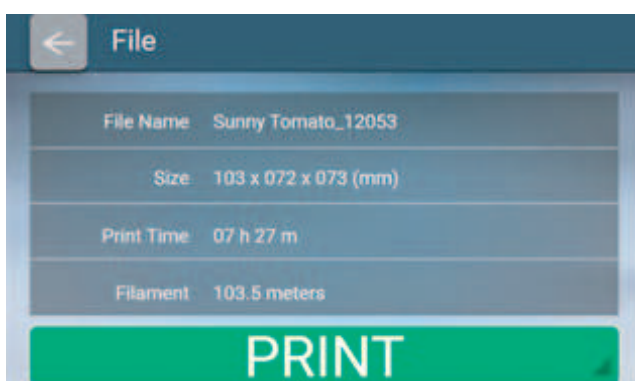 File
File Name Sunny Tomato_12053
Size 103 x 072 x 073 (mm)
Print Time 07 h 27 m
Filament 103.5 meters
PRINT